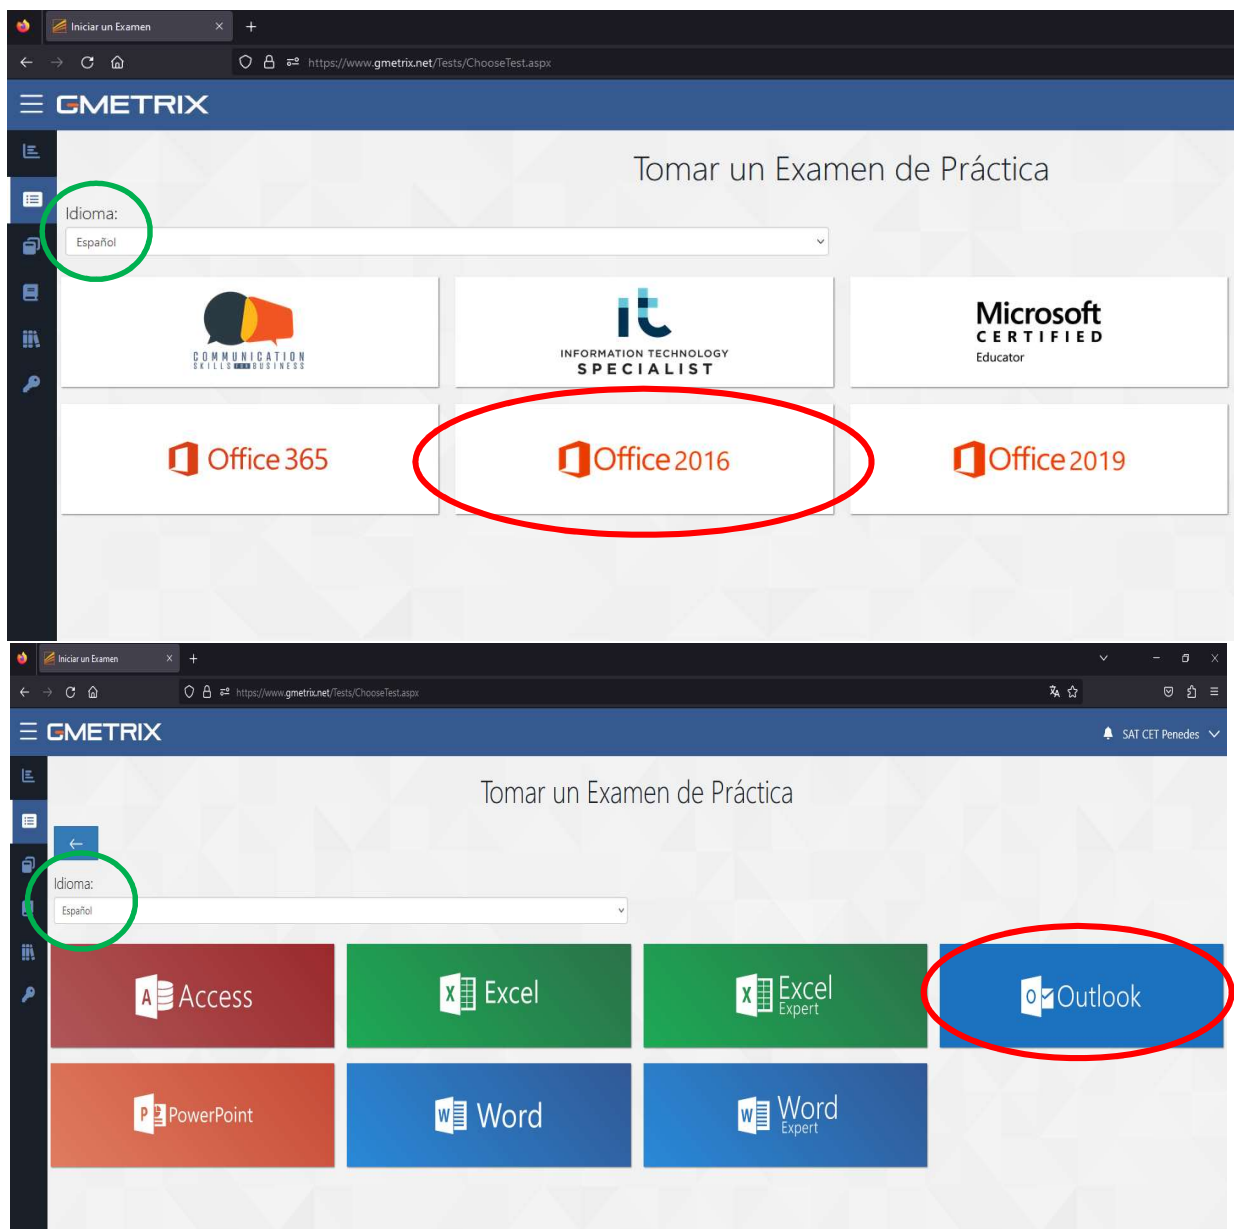 Iniciar un Examen
https://www.gmetrix.net/Tests/ChooseTest.aspx
GMETRIX
Tomar un Examen de Práctica
Idioma:
Español
COMMUNICATION
SKILLS FOR BUSINESS
it
INFORMATION TECHNOLOGY
SPECIALIST
Microsoft
CERTIFIED
Educator
Office 365
Office 2016
Office 2019
Iniciar un Examen
https://www.gmetrix.net/Tests/ChooseTest.aspx
GMETRIX
SAT CET Penedes
Tomar un Examen de Práctica
Idioma:
Español
A Access
X Excel
X Excel
Expert
O Outlook
P PowerPoint
W Word
W Word
Expert